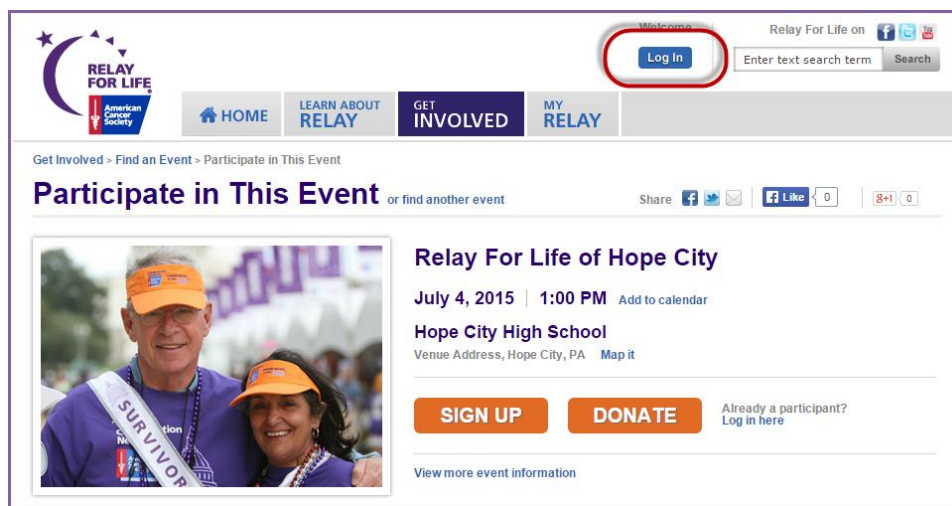 Welcome
Relay For Life on
You Tube
Log In
Enter text search term
Search
RELAY
FOR LIFE
American
Cancer
Society
HOME
LEARN ABOUT
RELAY
GET
INVOLVED
MY
RELAY
Get Involved > Find an Event > Participate in This Event
Participate in This Event or find another event
Share
Like 0
g+1 0
Relay For Life of Hope City
July 4, 2015 | 1:00 PM Add to calendar
Hope City High School
Venue Address, Hope City, PA Map it
SIGN UP
DONATE
Already a participant?
Log in here
View more event information
SURVIVOR